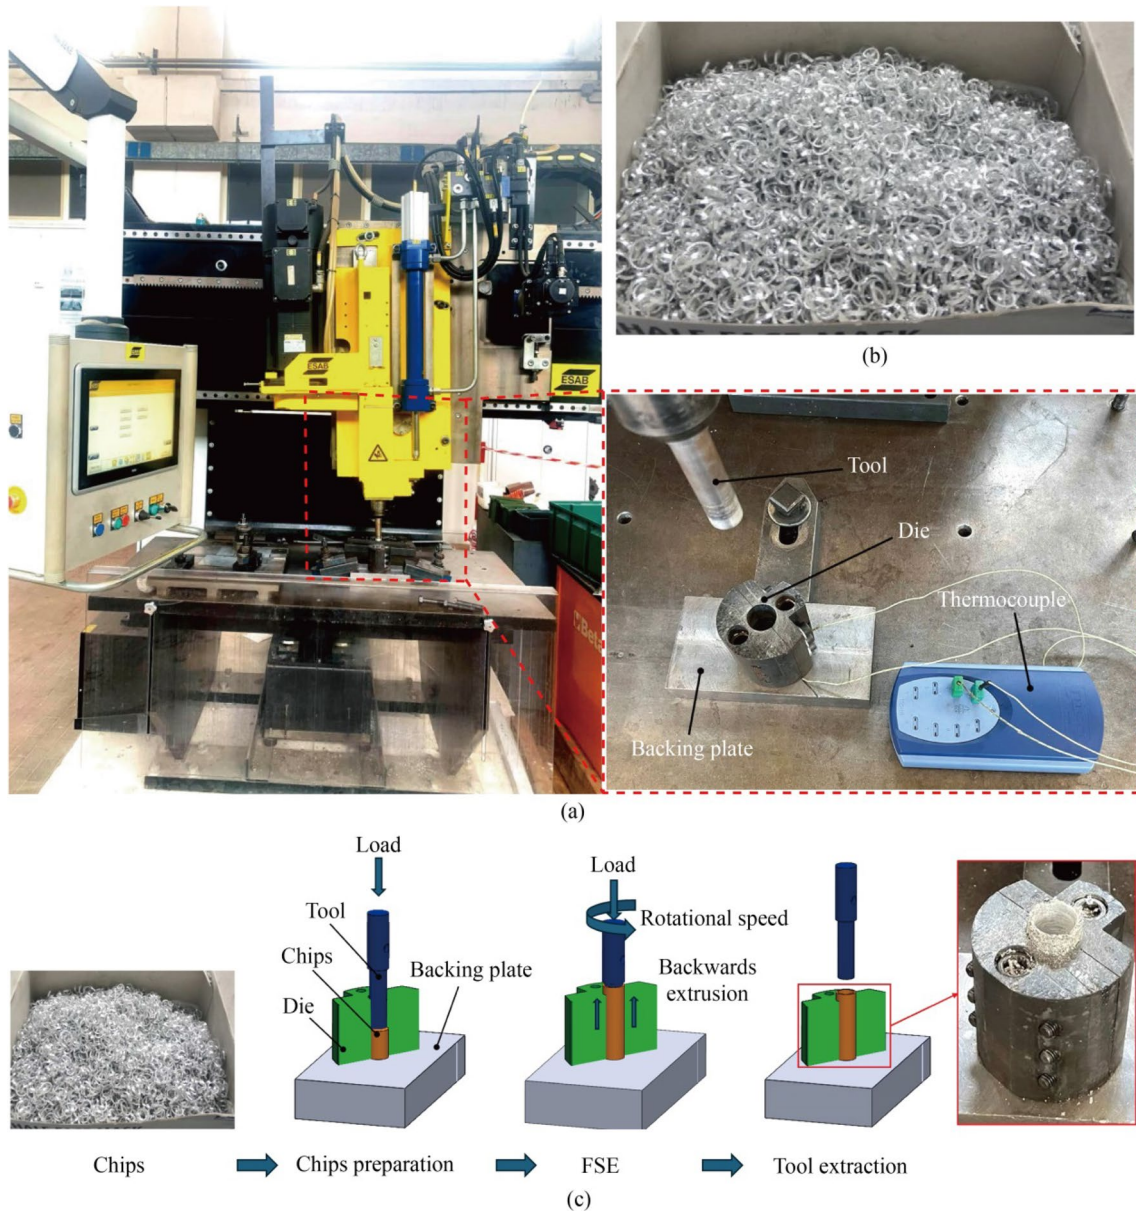 ESAB
ESAB
Beta
(b)
Tool
Die
Thermocouple
Backing plate
(a)
Load
Load
Tool
Rotational speed
Chips
Backing plate
Backwards
extrusion
Die
Chips
Chips preparation
FSE
Tool extraction
(c)